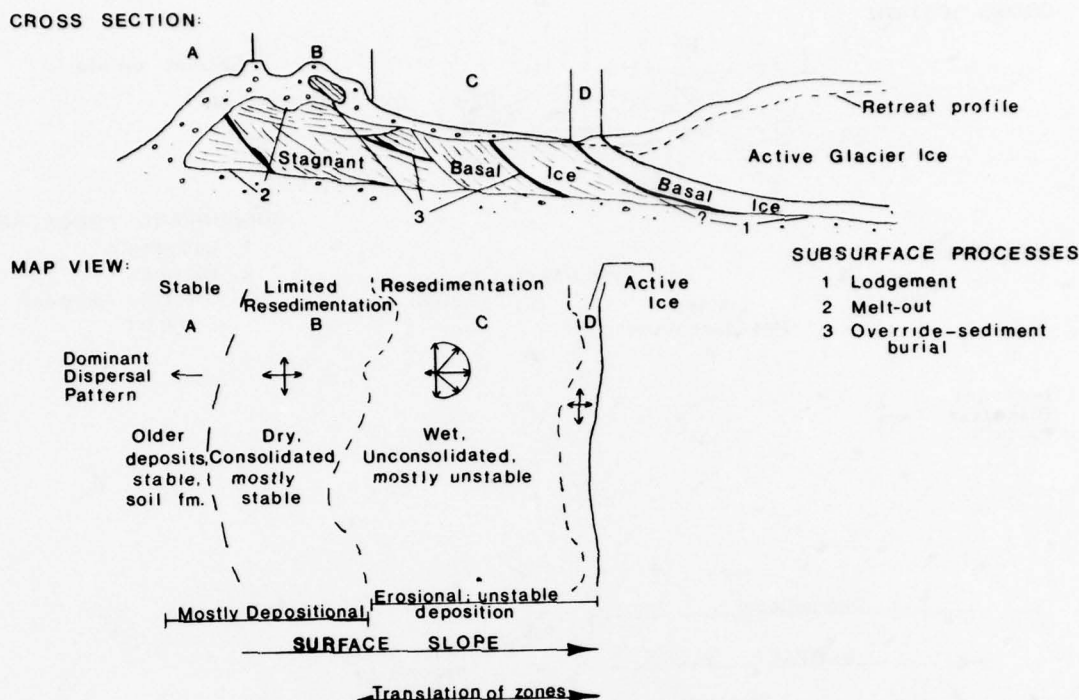 CROSS SECTION:
A
B
C
D
Retreat profile
Active Glacier Ice
Stagnant
Basal
Ice
Basal
Ice
2
3
?
1
SUBSURFACE PROCESSES
1 Lodgement
2 Melt-out
3 Override-sediment
burial
MAP VIEW:
Stable
Limited
Resedimentation
Resedimentation
Active
Ice
A
B
C
D
Dominant
Dispersal
Pattern
Older
deposits,
stable,
soil fm.
Dry,
Consolidated,
mostly
stable
Wet,
Unconsolidated,
mostly unstable
Mostly Depositional
Erosional: unstable
deposition
SURFACE SLOPE
Translation of zones